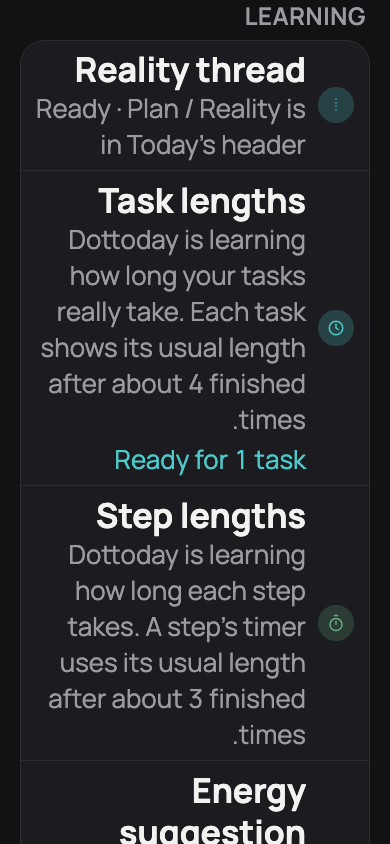 LEARNING
Reality thread
Ready · Plan / Reality is
in Today's header
Task lengths
Dottoday is learning
how long your tasks
really take. Each task
shows its usual length
after about 4 finished
.times
Ready for 1 task
Step lengths
Dottoday is learning
how long each step
takes. A step's timer
uses its usual length
after about 3 finished
.times
Energy
suggestion